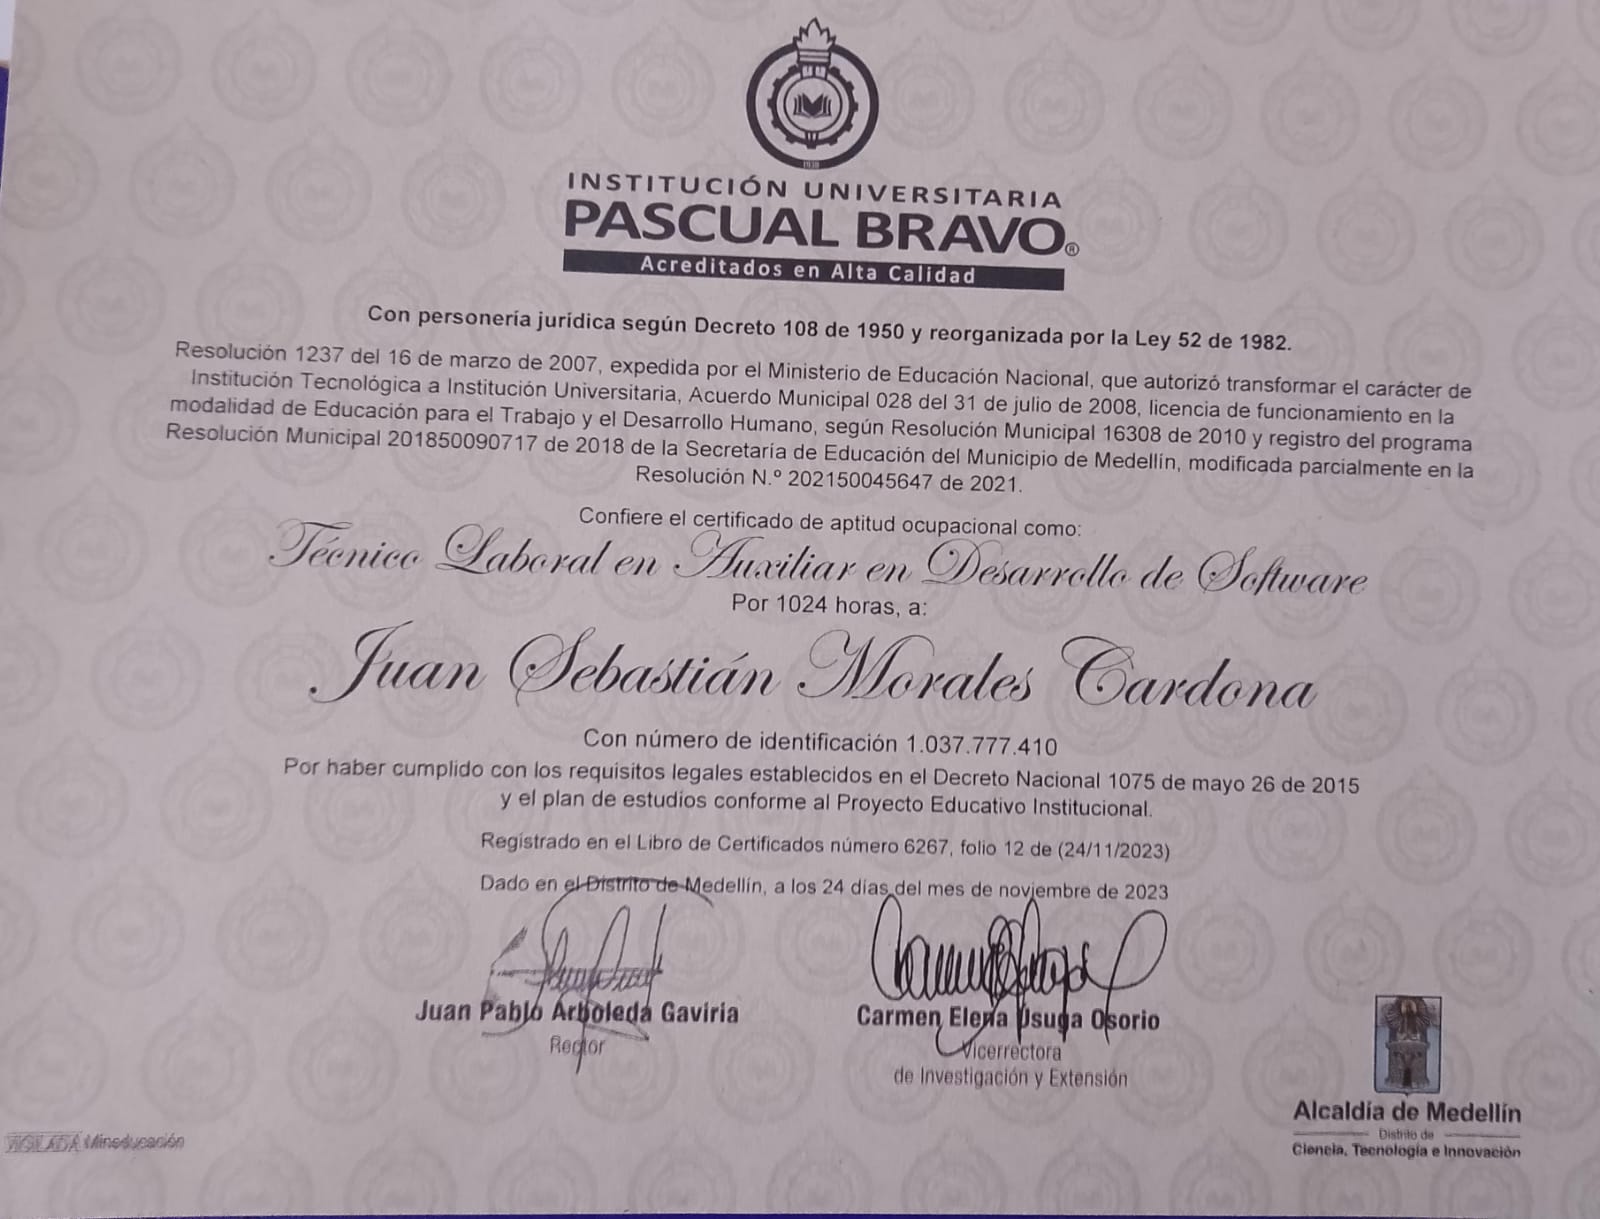 1938
INSTITUCIÓN UNIVERSITARIA
PASCUAL BRAVO®
Acreditados en Alta Calidad
Con personería jurídica según Decreto 108 de 1950 y reorganizada por la Ley 52 de 1982.
Resolución 1237 del 16 de marzo de 2007, expedida por el Ministerio de Educación Nacional, que autorizó transformar el carácter de
Institución Tecnológica a Institución Universitaria, Acuerdo Municipal 028 del 31 de julio de 2008, licencia de funcionamiento en la
modalidad de Educación para el Trabajo y el Desarrollo Humano, según Resolución Municipal 16308 de 2010 y registro del programa
Resolución Municipal 201850090717 de 2018 de la Secretaría de Educación del Municipio de Medellín, modificada parcialmente en la
Resolución N.º 202150045647 de 2021.
Confiere el certificado de aptitud ocupacional como:
Técnico Laboral en Auxiliar en Desarrollo de Software
Por 1024 horas, a:
Juan Sebastián Morales Cardona
Con número de identificación 1.037.777.410
Por haber cumplido con los requisitos legales establecidos en el Decreto Nacional 1075 de mayo 26 de 2015
y el plan de estudios conforme al Proyecto Educativo Institucional.
Registrado en el Libro de Certificados número 6267, folio 12 de (24/11/2023)
Dado en el Distrito de Medellín, a los 24 días del mes de noviembre de 2023
Juan Pablo Arboleda Gaviria
Rector
Carmen Elena Usuga Osorio
Vicerrectora
de Investigación y Extensión
Alcaldía de Medellín
Distrito de
Ciencia, Tecnología e Innovación
VIGILADA Mineducación